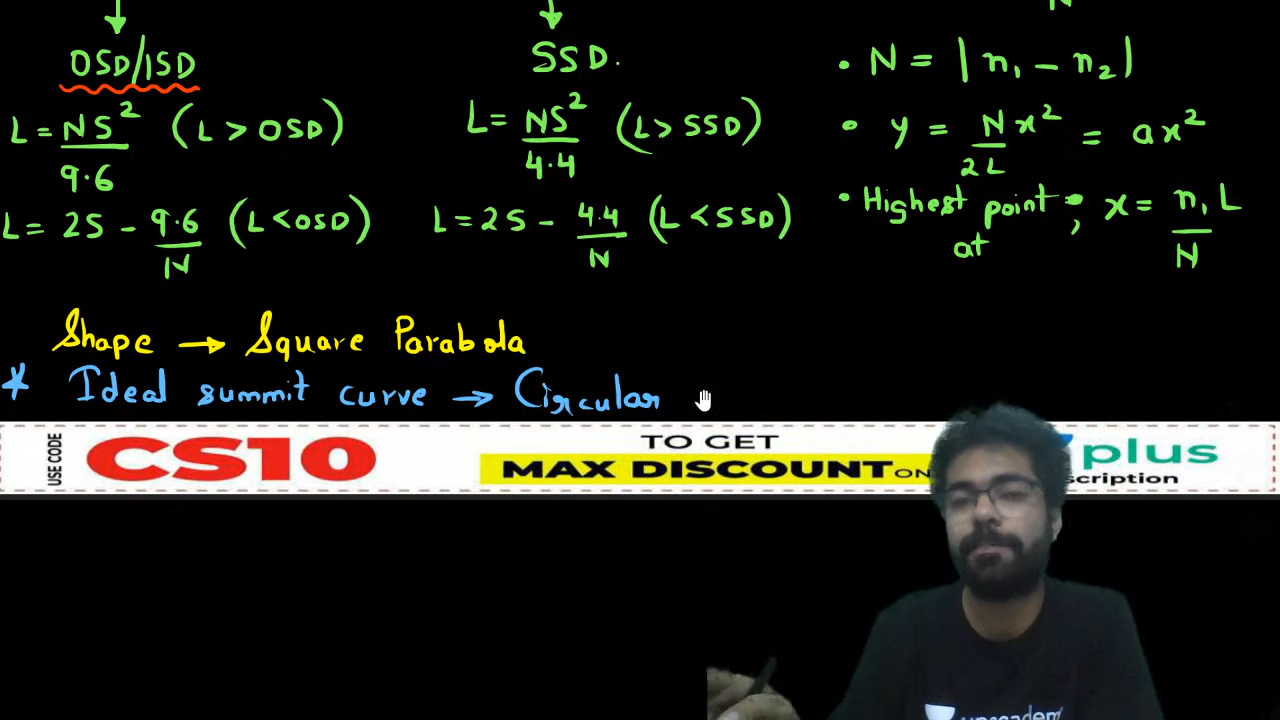 N
OSD/ISD
SSD.
• N = | n₁ - n₂ |
L = NS²/9.6 (L > OSD)
L = NS²/4.4 (L > SSD)
• y = N/2L x² = ax²
L = 2S - 9.6/N (L < OSD)
L = 2S - 4.4/N (L < SSD)
• Highest point ; x = n₁L/N
at
Shape → Square Parabola
* Ideal summit curve → Circular
USE CODE
CS10
TO GET
MAX DISCOUNT ON
plus
scription